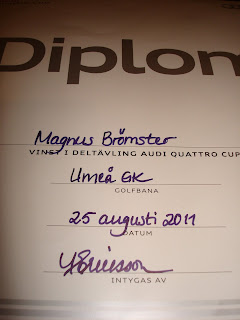 Diplom
Magnus Brömster
VINST I DELTÄVLING AUDI QUATTRO CUP
Umeå GK
GOLFBANA
25 augusti 2011
DATUM
INTYGAS AV